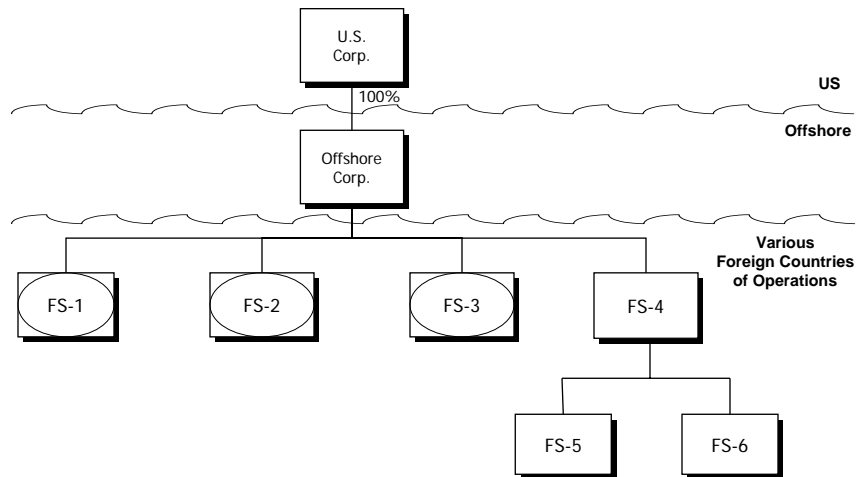 U.S.
Corp.
100%
US
Offshore
Offshore
Corp.
Various
Foreign Countries
of Operations
FS-1
FS-2
FS-3
FS-4
FS-5
FS-6